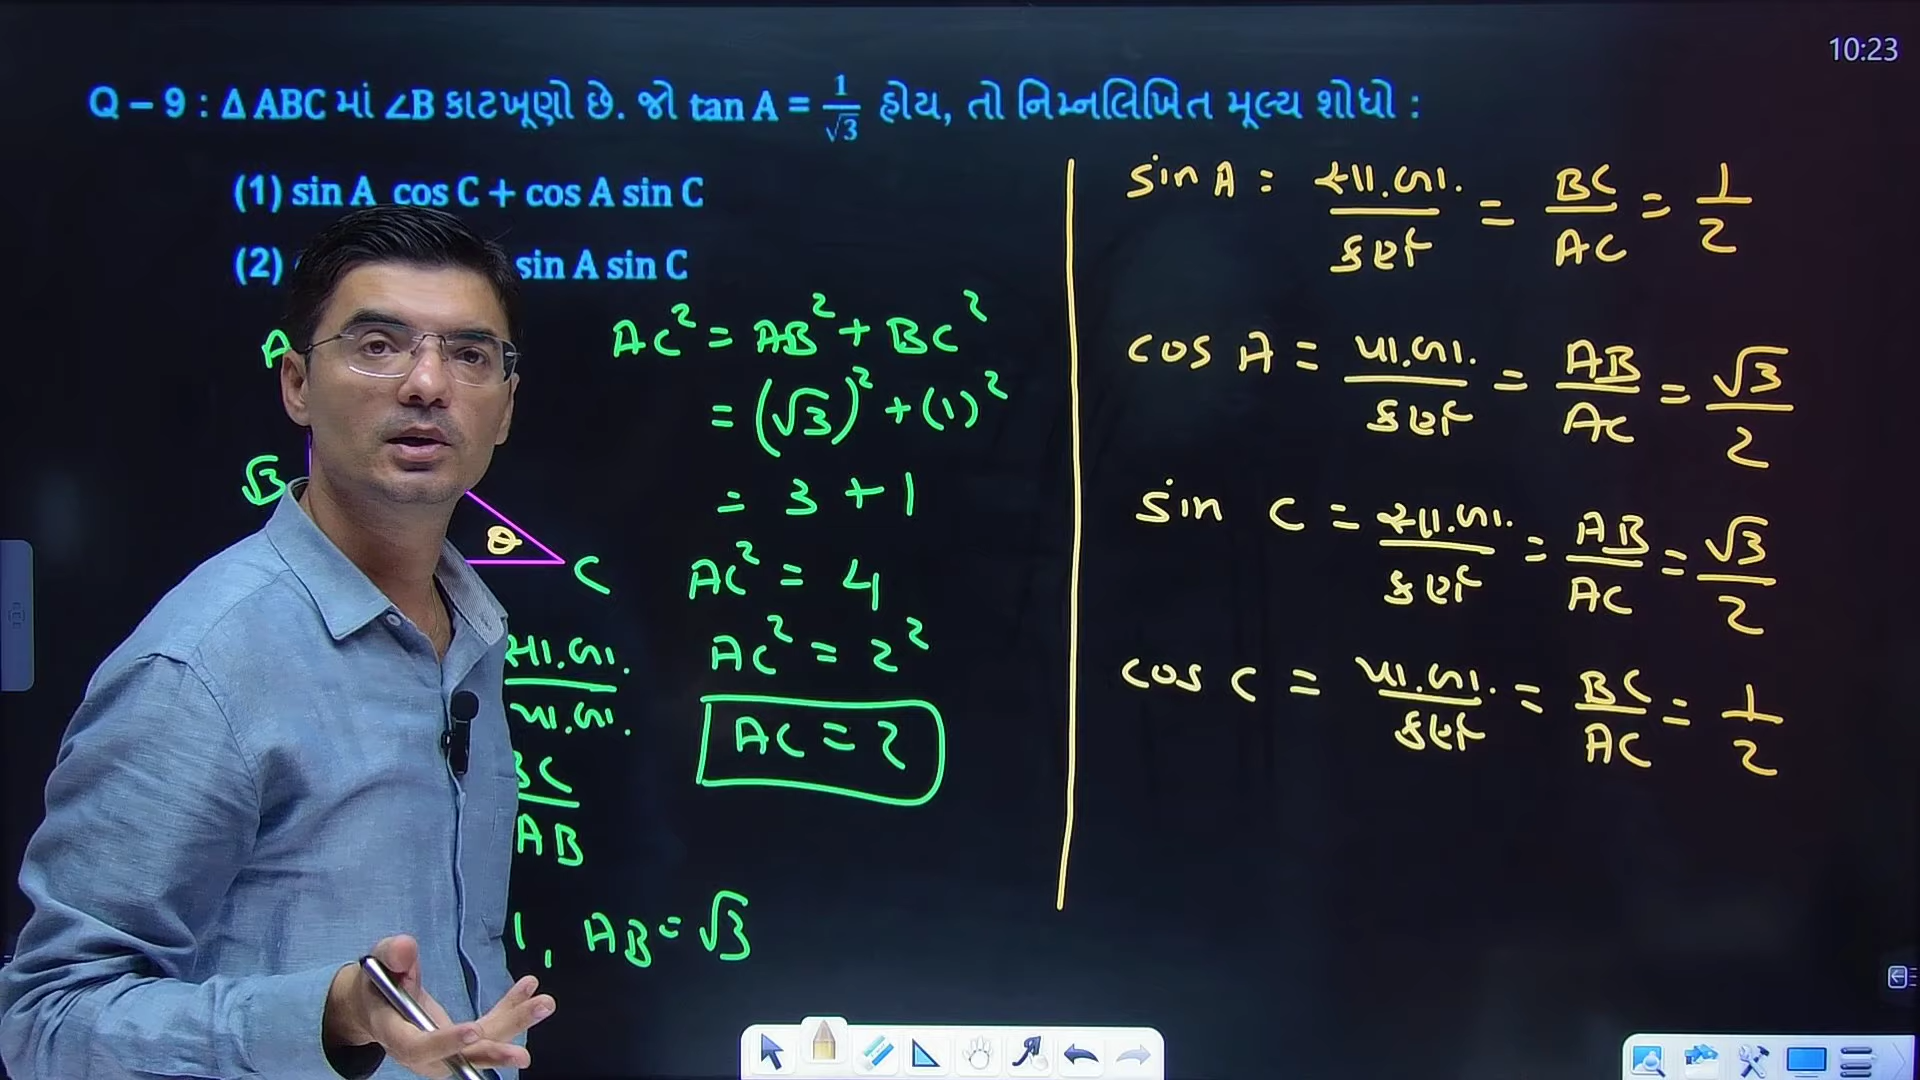 10:23
Q – 9 : Δ ABC માં ∠B કાટખૂણો છે. જો tan A = 1/√3 હોય, તો નિમ્નલિખિત મૂલ્ય શોધો :
(1) sin A cos C + cos A sin C
(2) sin A sin C
A
√3
θ
C
સા.બા. / પા.બા.
BC / AB
1, AB = √3
AC² = AB² + BC²
= (√3)² + (1)²
= 3 + 1
AC² = 4
AC² = 2²
AC = 2
sin A = સા.બા. / કર્ણ = BC / AC = 1 / 2
cos A = પા.બા. / કર્ણ = AB / AC = √3 / 2
sin C = સા.બા. / કર્ણ = AB / AC = √3 / 2
cos C = પા.બા. / કર્ણ = BC / AC = 1 / 2